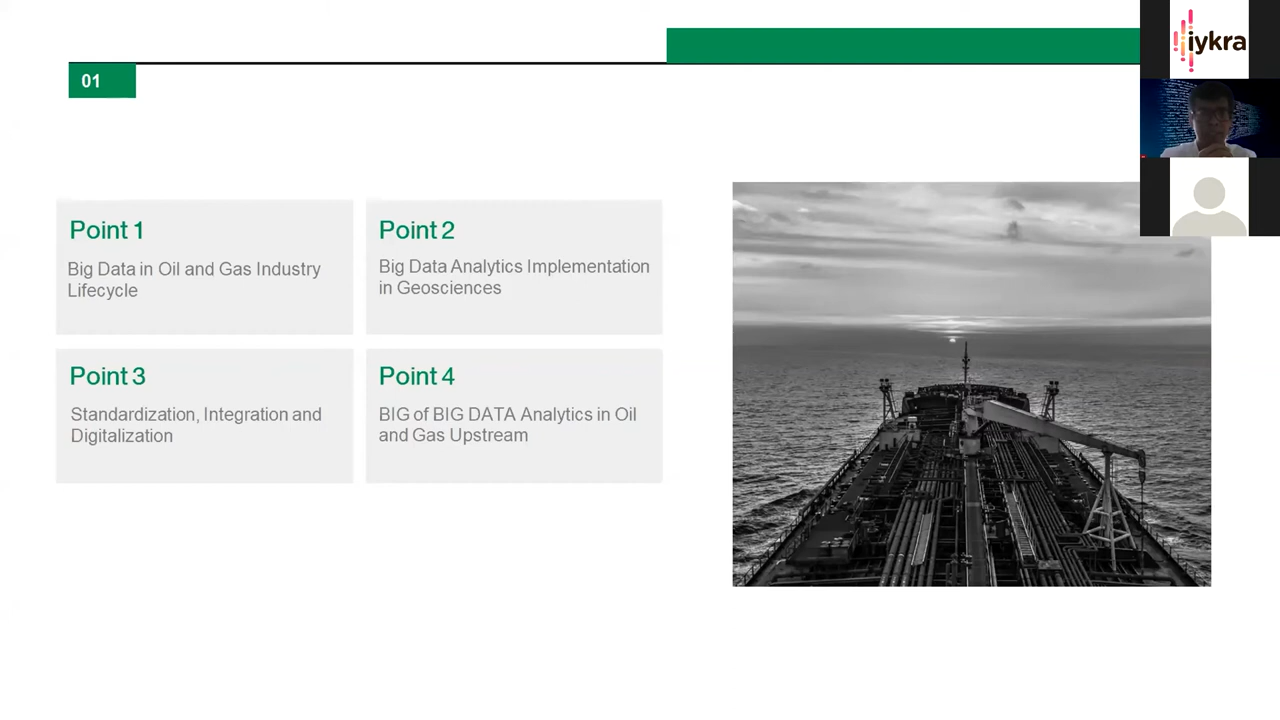 01
iykra
Point 1
Big Data in Oil and Gas Industry
Lifecycle
Point 2
Big Data Analytics Implementation
in Geosciences
Point 3
Standardization, Integration and
Digitalization
Point 4
BIG of BIG DATA Analytics in Oil
and Gas Upstream